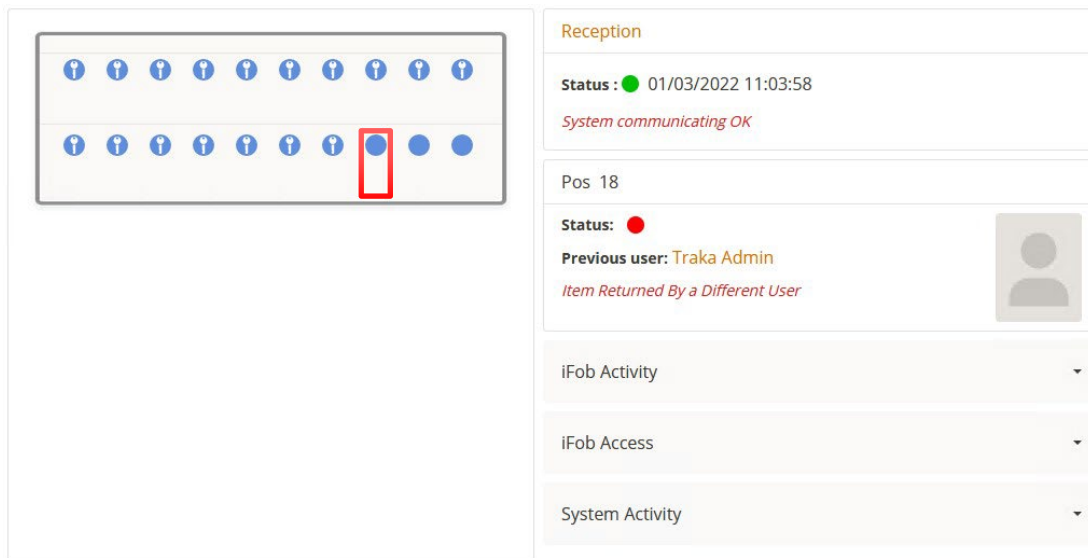 Reception
Status : 01/03/2022 11:03:58
System communicating OK
Pos 18
Status:
Previous user: Traka Admin
Item Returned By a Different User
iFob Activity
iFob Access
System Activity